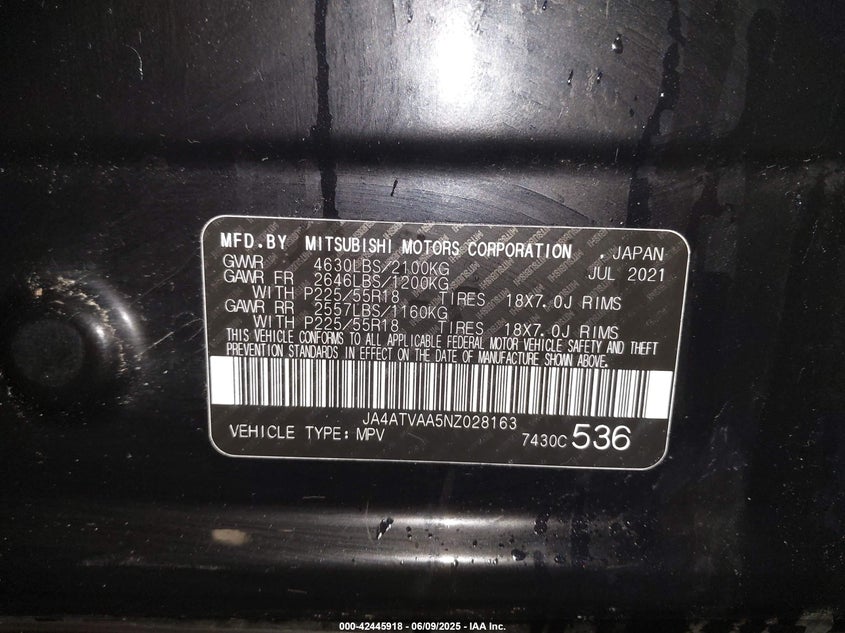 MFD.BY MITSUBISHI MOTORS CORPORATION , JAPAN
GWR 4630LBS/2100KG JUL 2021
GAWR FR 2646LBS/1200KG
WITH P225/55R18 TIRES 18X7.0J RIMS
GAWR RR 2557LBS/1160KG
WITH P225/55R18 TIRES 18X7.0J RIMS
THIS VEHICLE CONFORMS TO ALL APPLICABLE FEDERAL MOTOR VEHICLE SAFETY AND THEFT
PREVENTION STANDARDS IN EFFECT ON THE DATE OF MANUFACTURE SHOWN ABOVE.
JA4ATVAA5NZ028163
VEHICLE TYPE: MPV 7430C 536
000-42445918 - 06/09/2025 - IAA Inc.